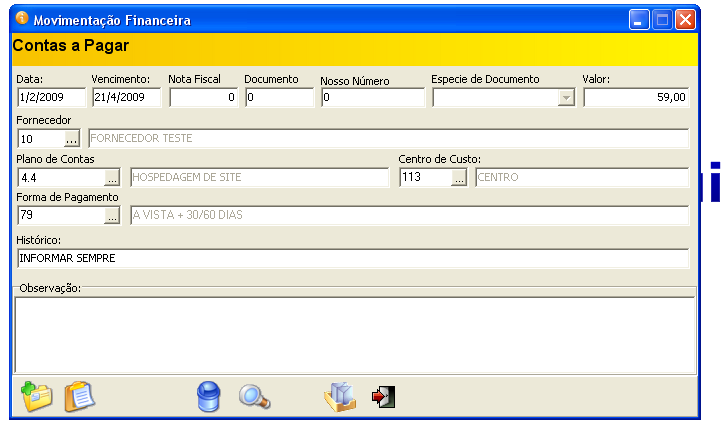 Movimentação Financeira
Contas a Pagar
Data: Vencimento: Nota Fiscal Documento Nosso Número Especie de Documento Valor:
1/2/2009 21/4/2009 0 0 0 59,00
Fornecedor
10 ... FORNECEDOR TESTE
Plano de Contas Centro de Custo:
4.4 ... HOSPEDAGEM DE SITE 113 ... CENTRO
Forma de Pagamento
79 ... A VISTA + 30/60 DIAS
Histórico:
INFORMAR SEMPRE
Observação: